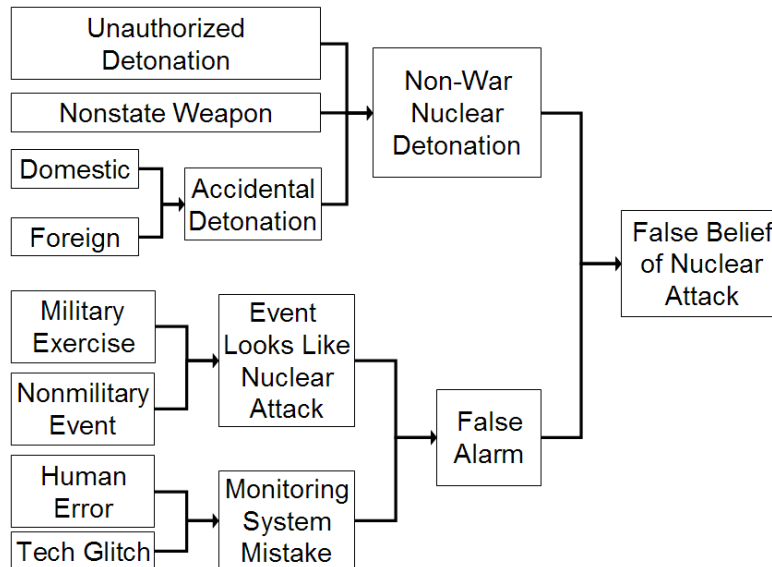 Unauthorized
Detonation
Nonstate Weapon
Domestic
Foreign
Accidental
Detonation
Non-War
Nuclear
Detonation
False Belief
of Nuclear
Attack
Military
Exercise
Nonmilitary
Event
Event
Looks Like
Nuclear
Attack
Human
Error
Tech Glitch
Monitoring
System
Mistake
False
Alarm